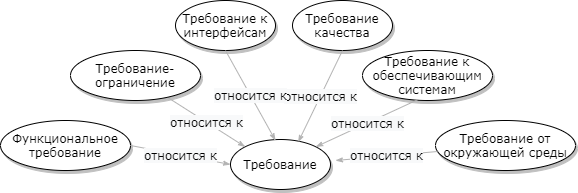 Требование к
интерфейсам
Требование
качества
Требование-
ограничение
Требование к
обеспечивающим
системам
относится к
относится к
относится к
относится к
Функциональное
требование
относится к
Требование
относится к
Требование от
окружающей среды